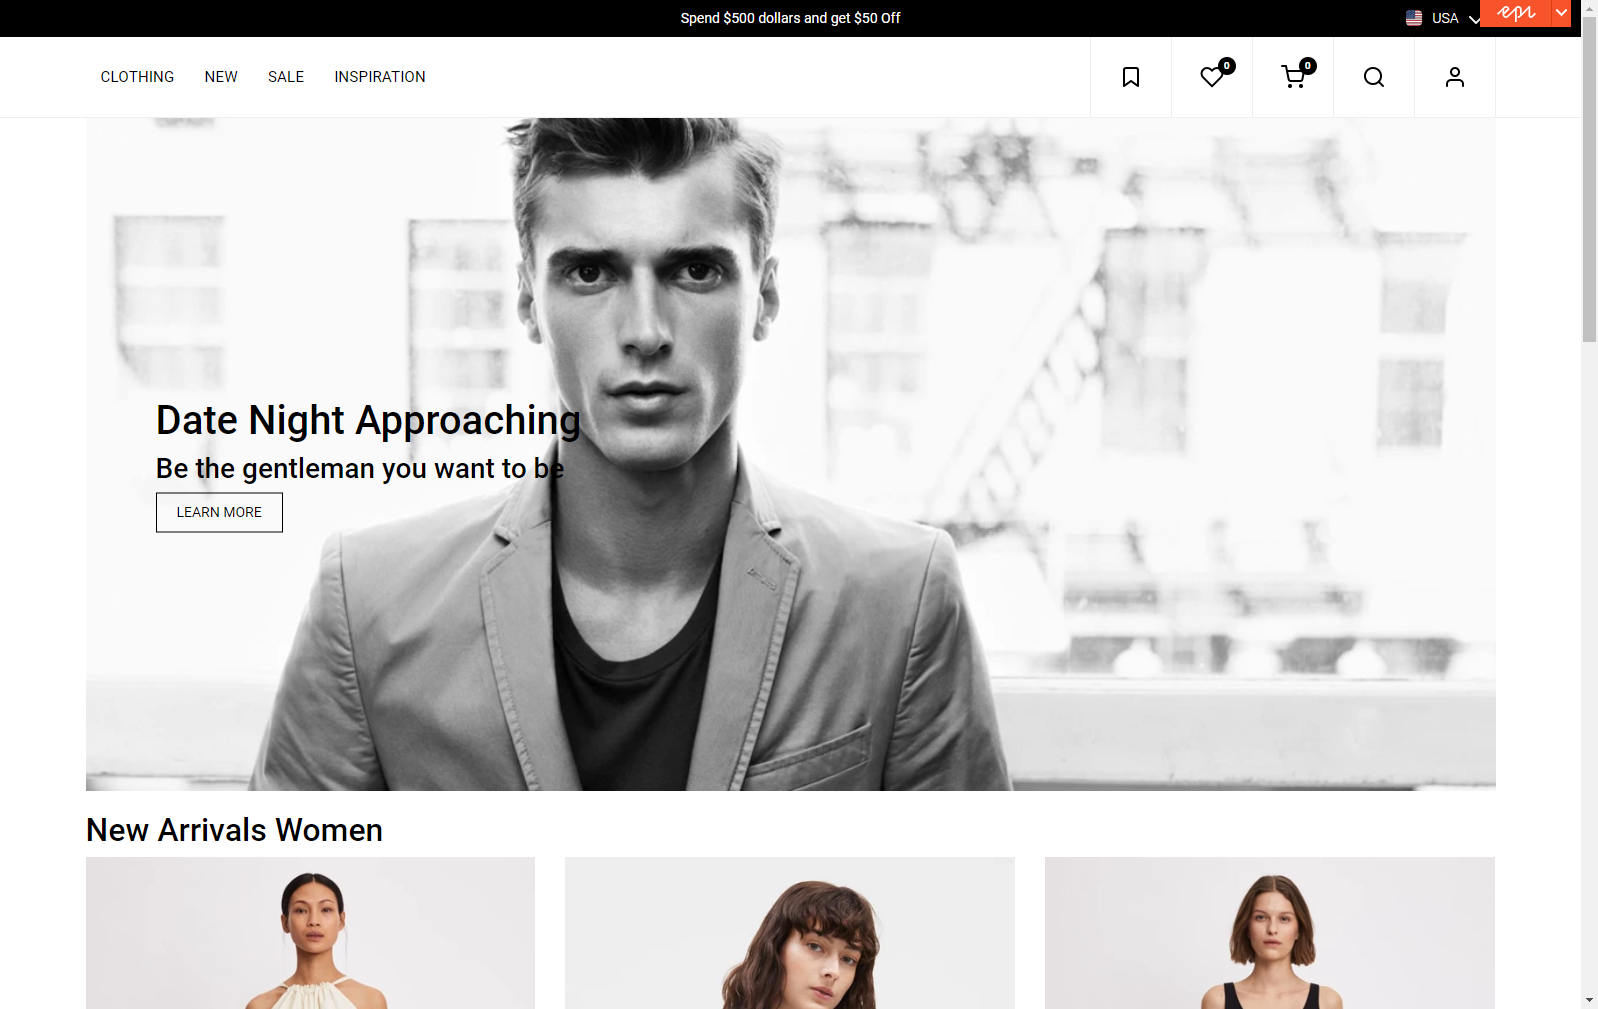 Spend $500 dollars and get $50 Off
USA
epi
CLOTHING NEW SALE INSPIRATION
0
0
Date Night Approaching
Be the gentleman you want to be
LEARN MORE
New Arrivals Women